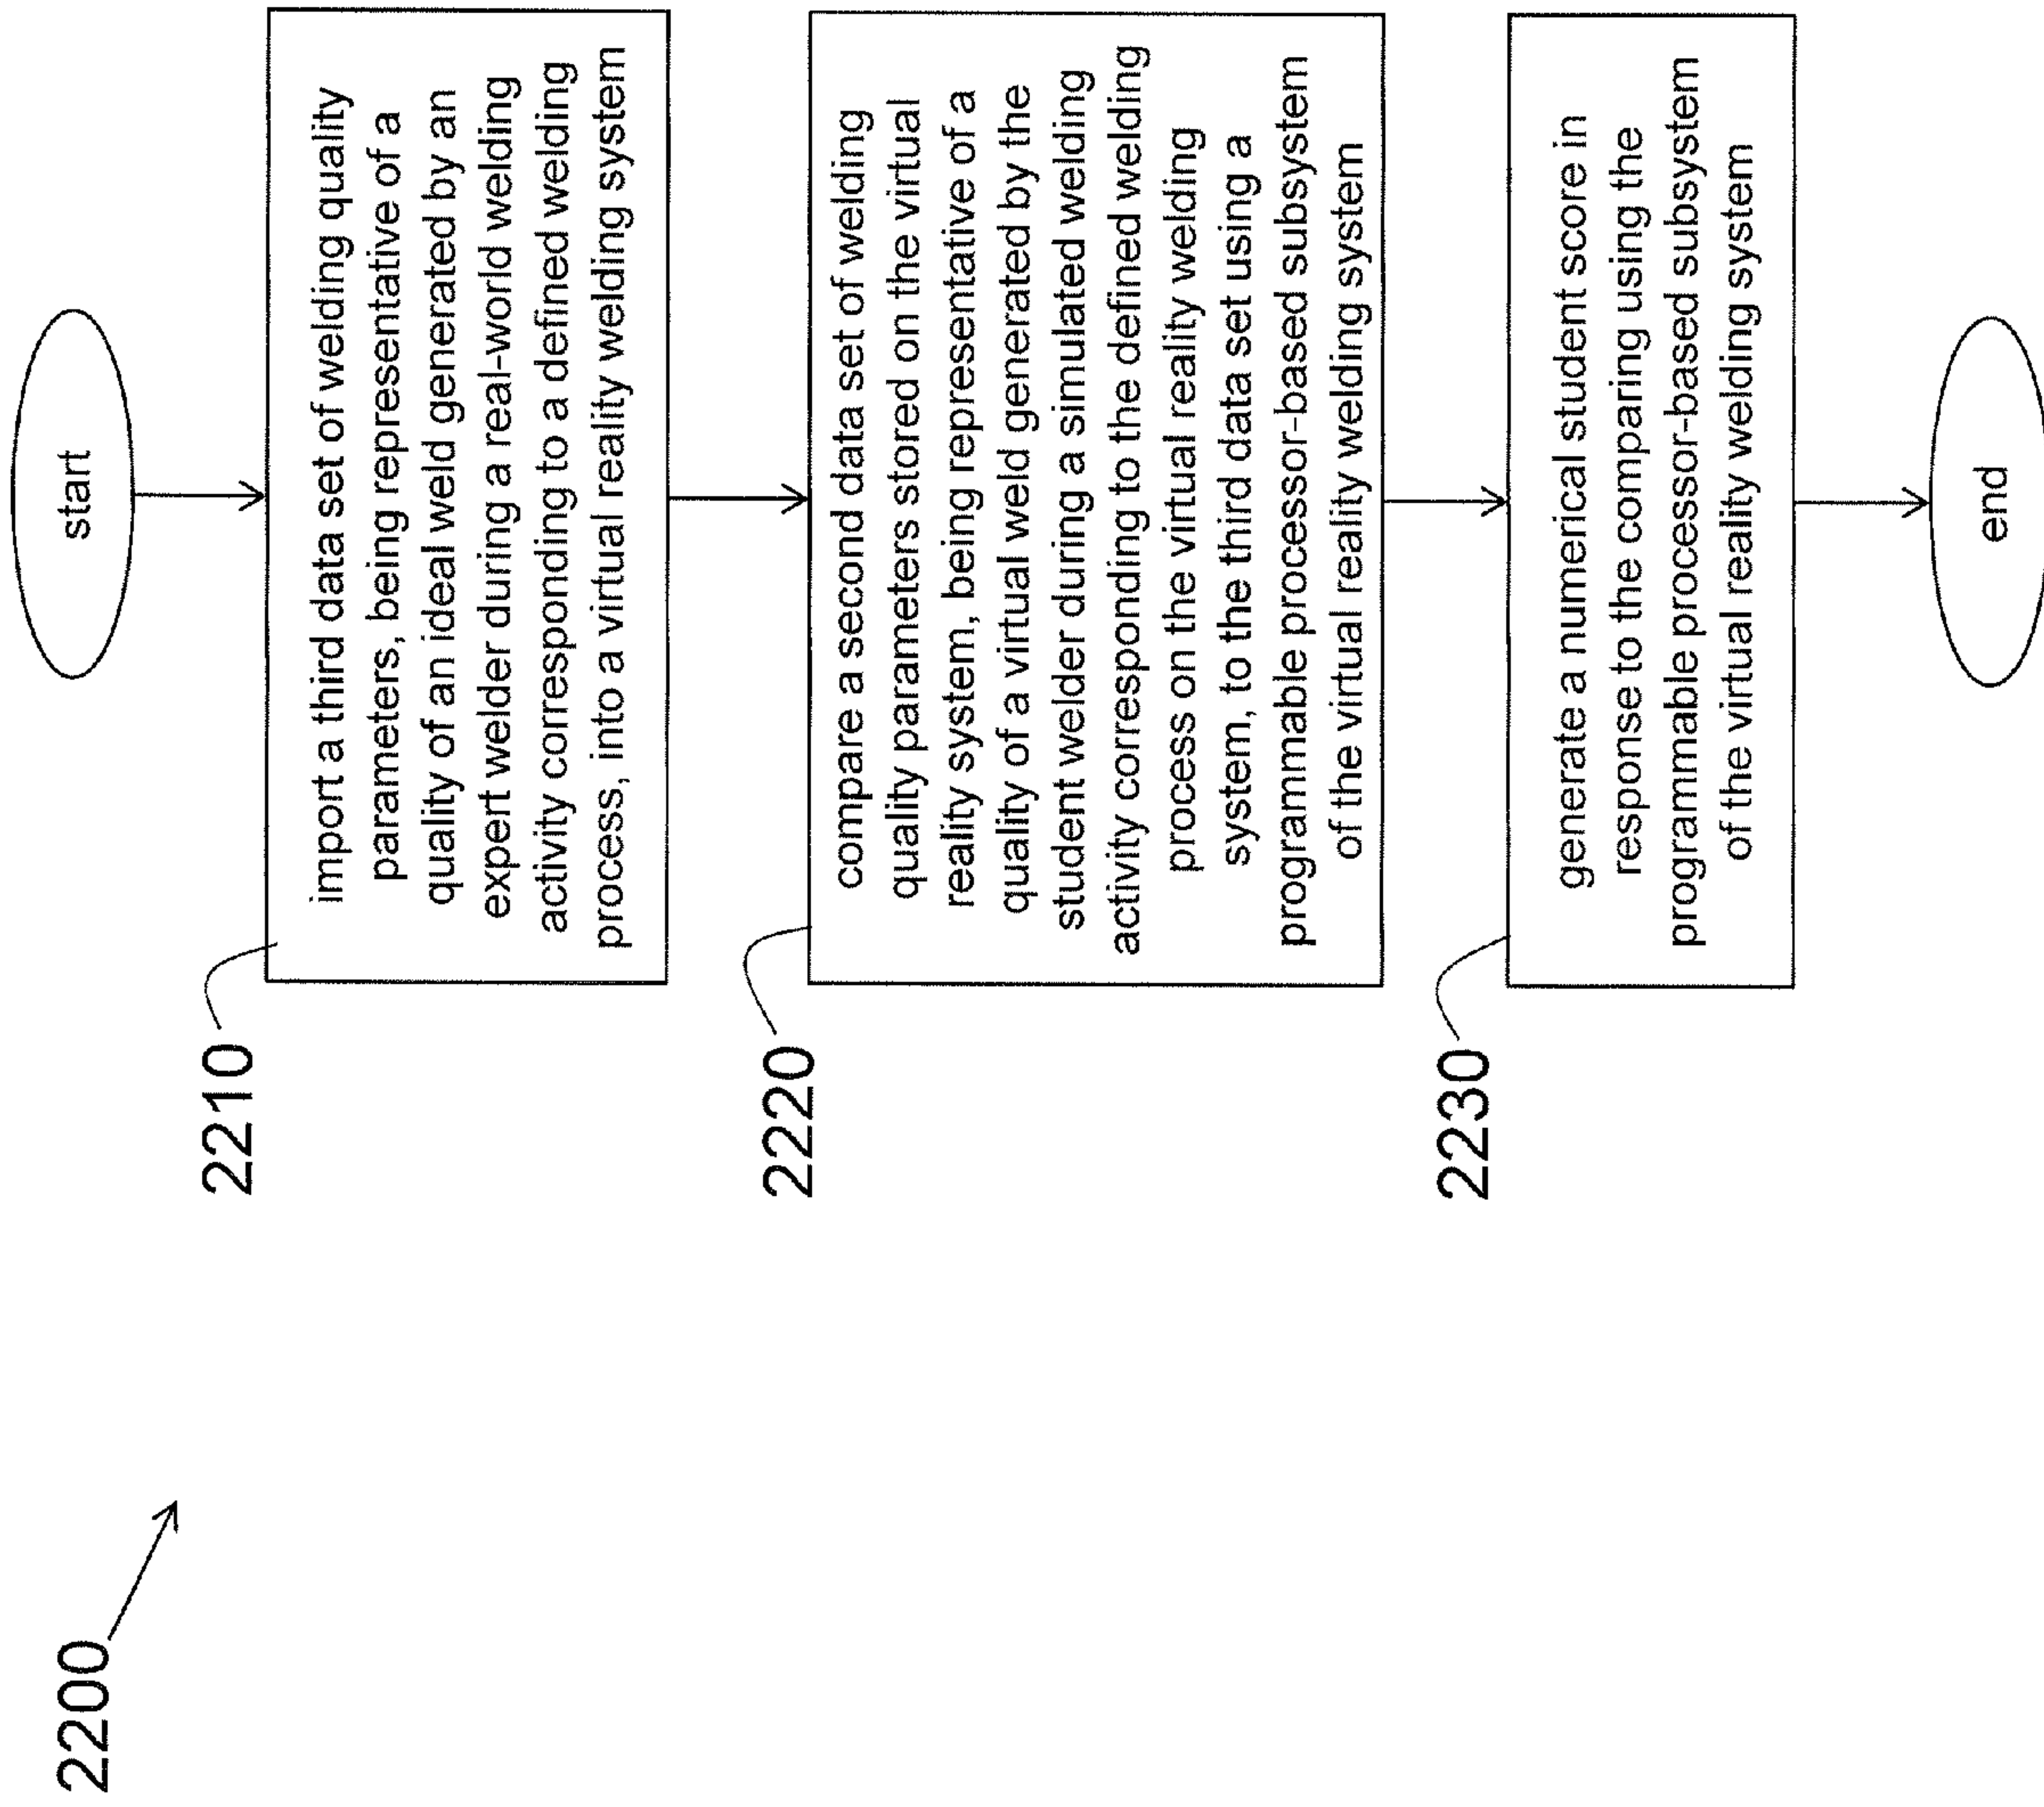 2200
start
2210
import a third data set of welding quality
parameters, being representative of a
quality of an ideal weld generated by an
expert welder during a real-world welding
activity corresponding to a defined welding
process, into a virtual reality welding system
2220
compare a second data set of welding
quality parameters stored on the virtual
reality system, being representative of a
quality of a virtual weld generated by the
student welder during a simulated welding
activity corresponding to the defined welding
process on the virtual reality welding
system, to the third data set using a
programmable processor-based subsystem
of the virtual reality welding system
2230
generate a numerical student score in
response to the comparing using the
programmable processor-based subsystem
of the virtual reality welding system
end